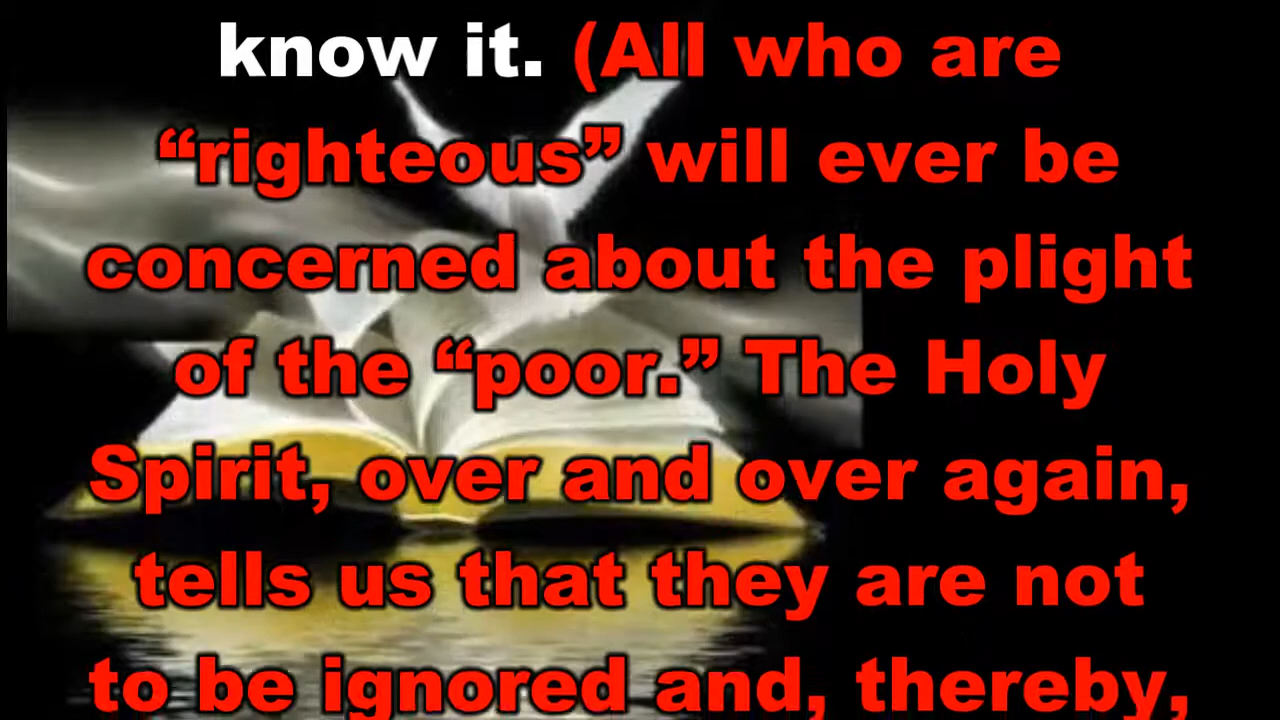 know it. (All who are
“righteous” will ever be
concerned about the plight
of the “poor.” The Holy
Spirit, over and over again,
tells us that they are not
to be ignored and, thereby,